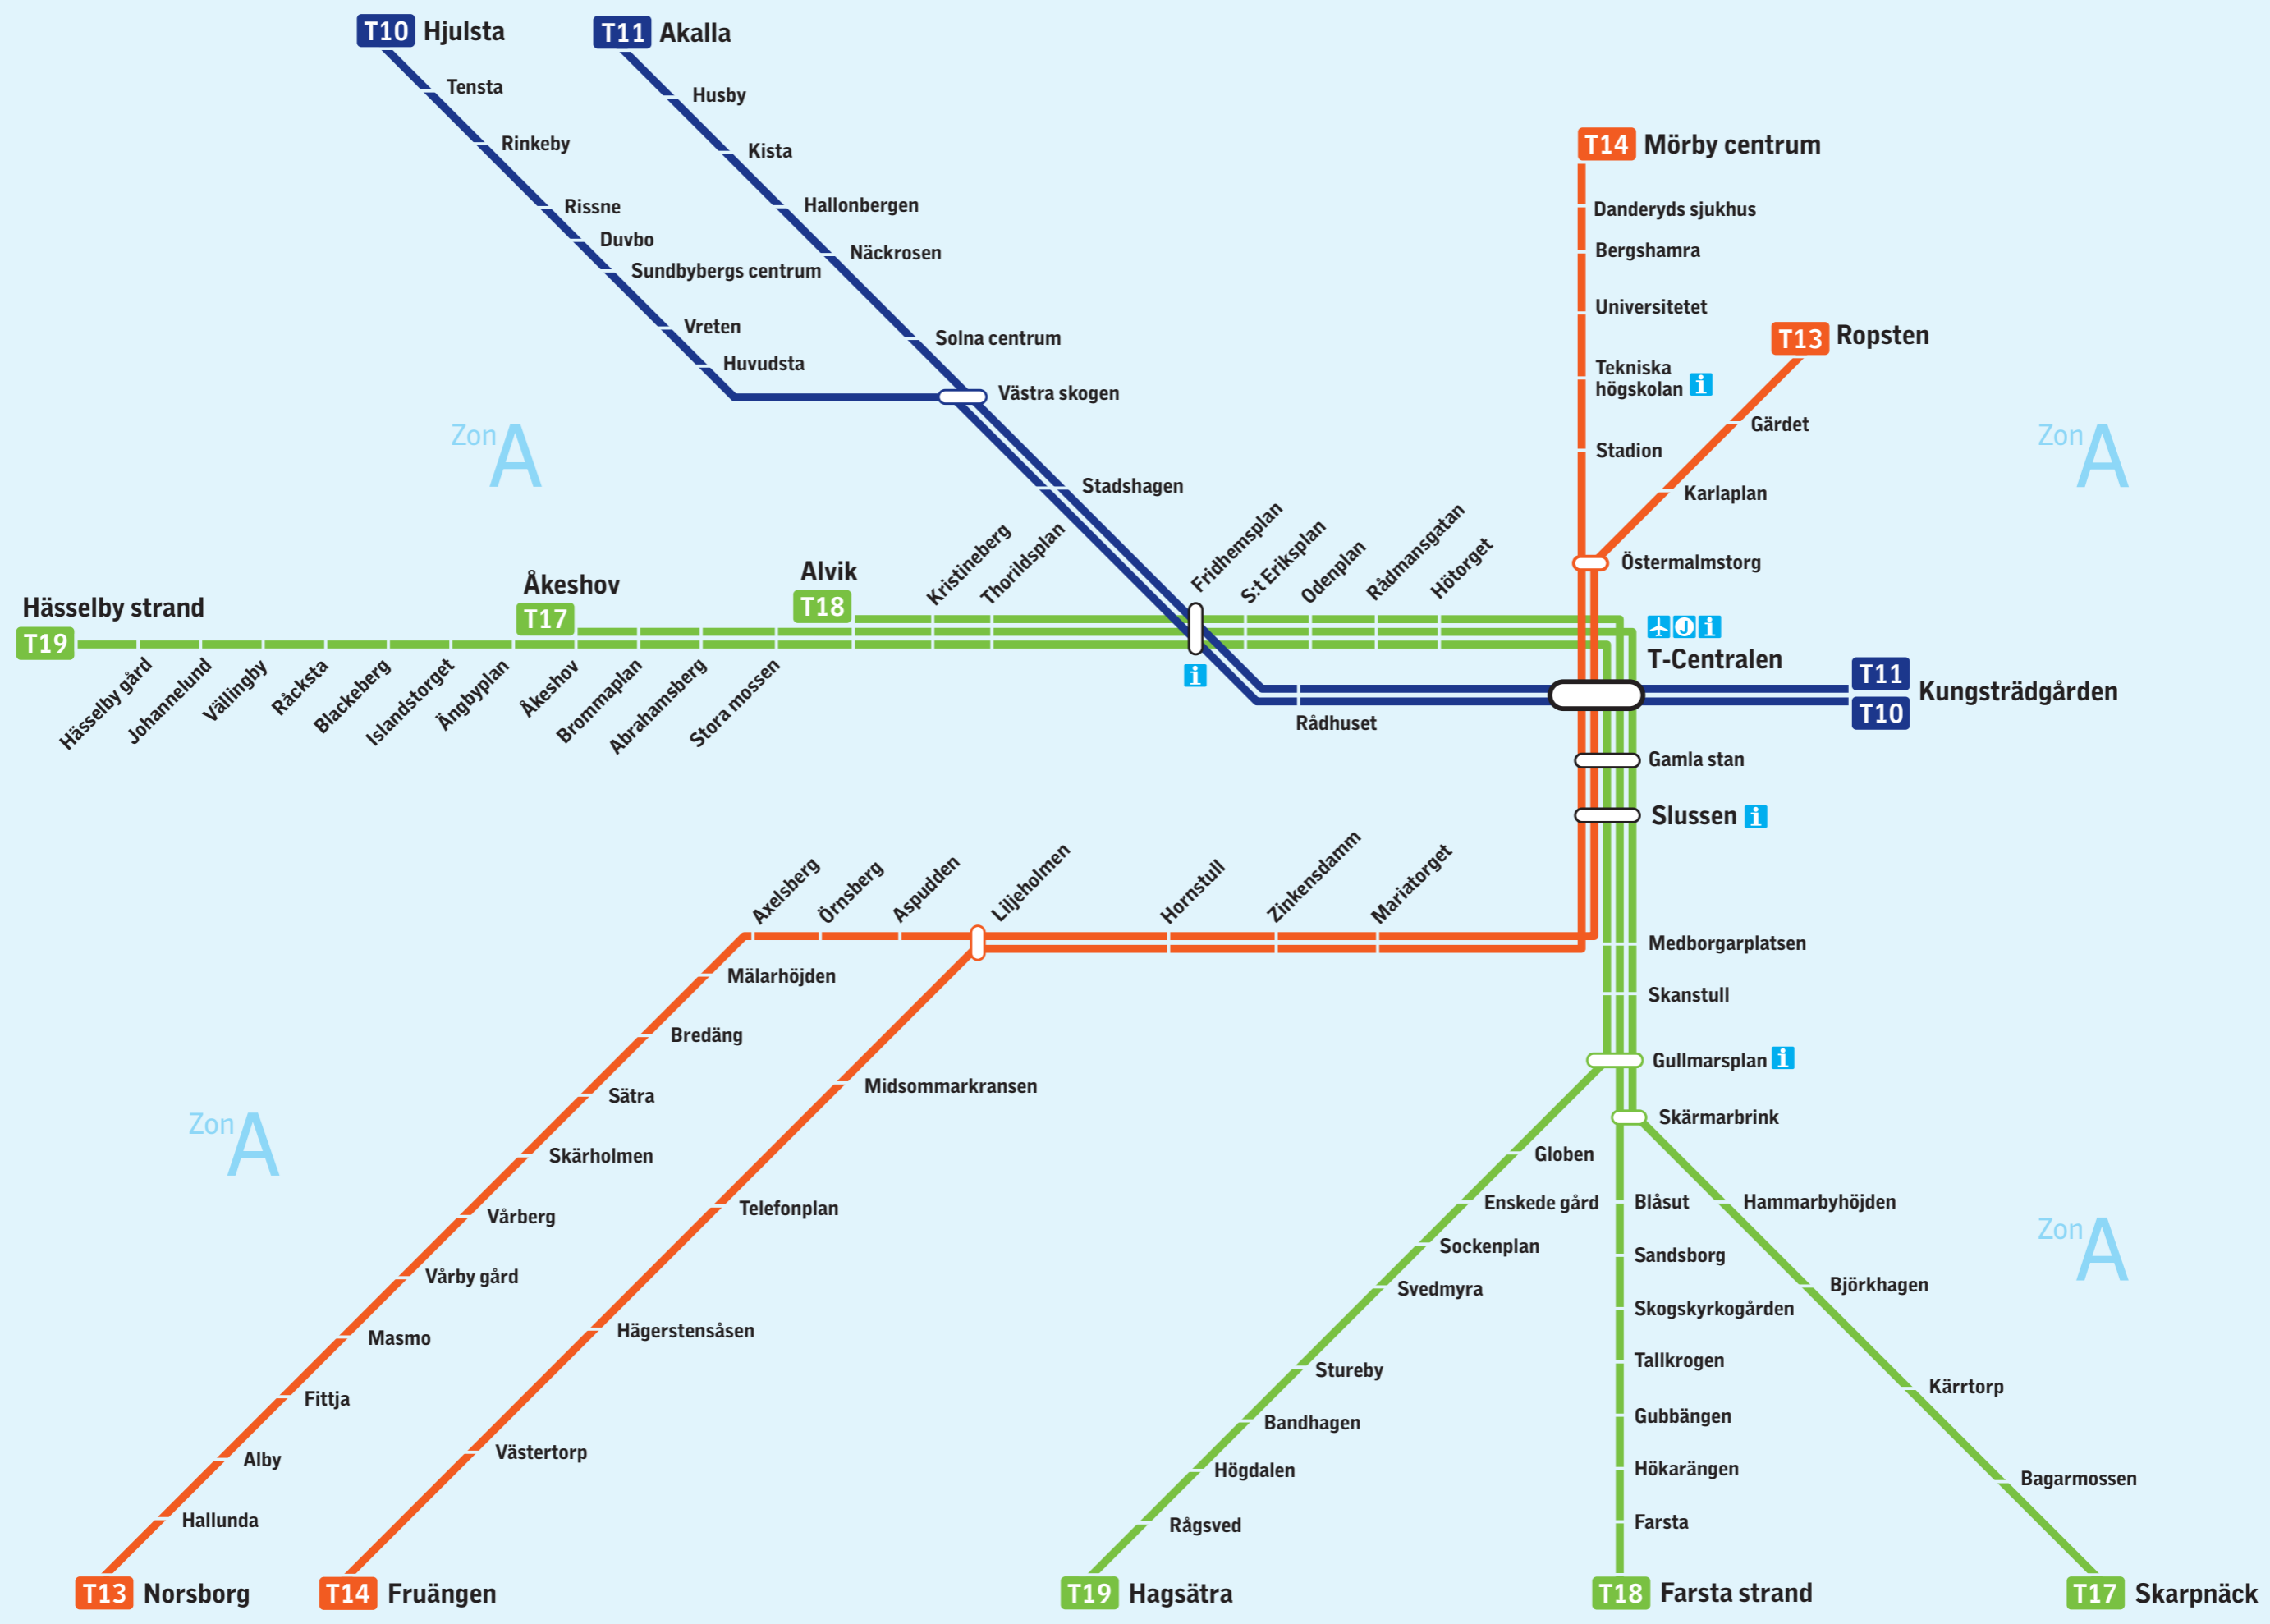 T10 Hjulsta
T11 Akalla
Tensta
Husby
Rinkeby
Kista
T14 Mörby centrum
Rissne
Hallonbergen
Danderyds sjukhus
Duvbo
Näckrosen
Bergshamra
Sundbybergs centrum
Universitetet
Vreten
Solna centrum
T13 Ropsten
Huvudsta
Västra skogen
Tekniska
högskolan i
Gärdet
Zon A
Zon A
Stadion
Stadshagen
Karlaplan
Östermalmstorg
Kristineberg
Thorildsplan
Fridhemsplan
S:t Eriksplan
Odenplan
Rådmansgatan
Hötorget
Hässelby strand
T19
Åkeshov
T17
Alvik
T18
J i
T-Centralen
i
Hässelby gård
Johannelund
Vällingby
Råcksta
Blackeberg
Islandstorget
Ängbyplan
Åkeshov
Brommaplan
Abrahamsberg
Stora mossen
Rådhuset
T11
T10
Kungsträdgården
Gamla stan
Slussen i
Axelsberg
Örnsberg
Aspudden
Liljeholmen
Hornstull
Zinkensdamm
Mariatorget
Medborgarplatsen
Mälarhöjden
Skanstull
Bredäng
Gullmarsplan i
Midsommarkransen
Sätra
Skärmarbrink
Zon A
Skärholmen
Globen
Vårberg
Telefonplan
Enskede gård
Blåsut
Hammarbyhöjden
Zon A
Sockenplan
Sandsborg
Vårby gård
Svedmyra
Skogskyrkogården
Björkhagen
Masmo
Hägerstensåsen
Stureby
Tallkrogen
Kärrtorp
Fittja
Bandhagen
Gubbängen
Alby
Västertorp
Högdalen
Hökarängen
Bagarmossen
Hallunda
Rågsved
Farsta
T13 Norsborg
T14 Fruängen
T19 Hagsätra
T18 Farsta strand
T17 Skarpnäck